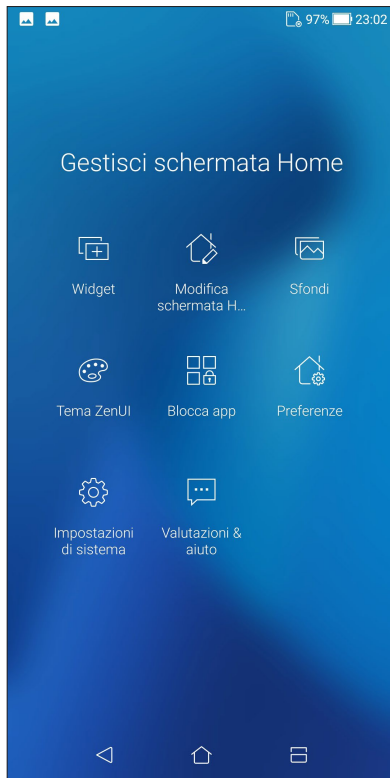 97% 23:02
Gestisci schermata Home
Widget
Modifica
schermata H...
Sfondi
Tema ZenUI
Blocca app
Preferenze
Impostazioni
di sistema
Valutazioni &
aiuto